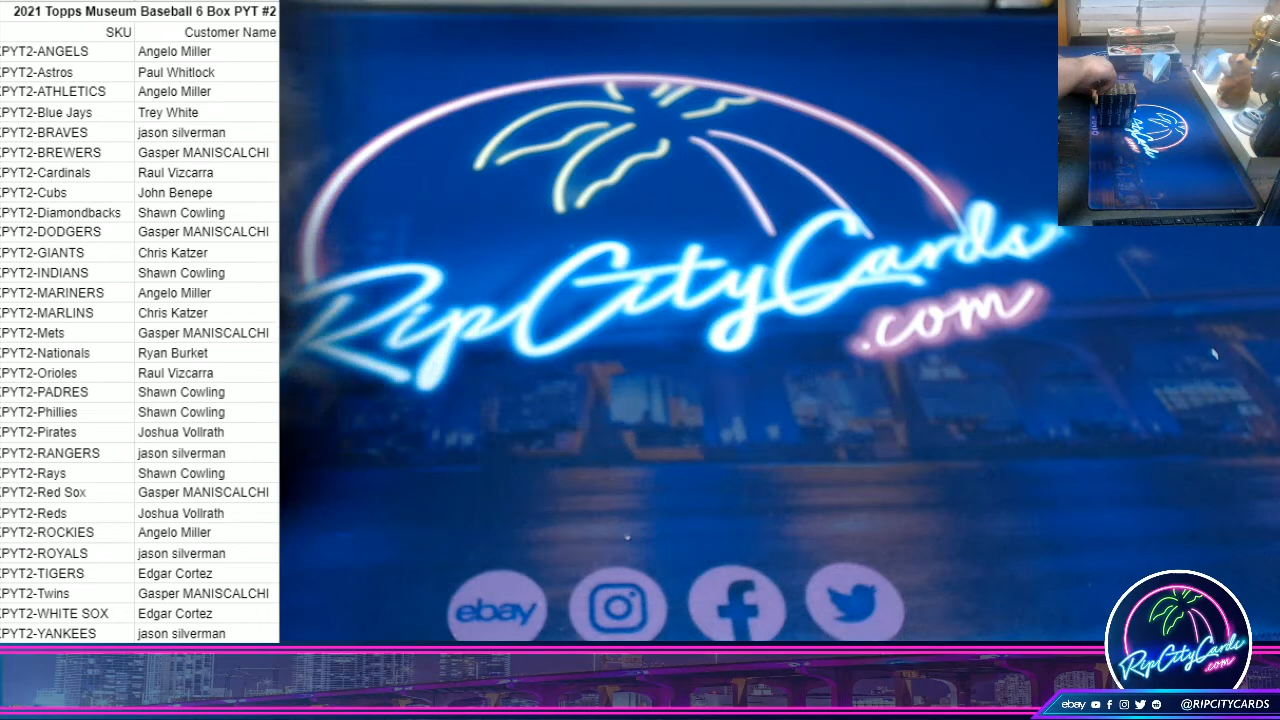 2021 Topps Museum Baseball 6 Box PYT #2
SKU Customer Name
PYT2-ANGELS Angelo Miller
PYT2-Astros Paul Whitlock
PYT2-ATHLETICS Angelo Miller
PYT2-Blue Jays Trey White
PYT2-BRAVES jason silverman
PYT2-BREWERS Gasper MANISCALCHI
PYT2-Cardinals Raul Vizcarra
PYT2-Cubs John Benepe
PYT2-Diamondbacks Shawn Cowling
PYT2-DODGERS Gasper MANISCALCHI
PYT2-GIANTS Chris Katzer
PYT2-INDIANS Shawn Cowling
PYT2-MARINERS Angelo Miller
PYT2-MARLINS Chris Katzer
PYT2-Mets Gasper MANISCALCHI
PYT2-Nationals Ryan Burket
PYT2-Orioles Raul Vizcarra
PYT2-PADRES Shawn Cowling
PYT2-Phillies Shawn Cowling
PYT2-Pirates Joshua Vollrath
PYT2-RANGERS jason silverman
PYT2-Rays Shawn Cowling
PYT2-Red Sox Gasper MANISCALCHI
PYT2-Reds Joshua Vollrath
PYT2-ROCKIES Angelo Miller
PYT2-ROYALS jason silverman
PYT2-TIGERS Edgar Cortez
PYT2-Twins Gasper MANISCALCHI
PYT2-WHITE SOX Edgar Cortez
PYT2-YANKEES jason silverman
RipCityCards
.com
ebay
RipCityCards
.com
ebay @RIPCITYCARDS